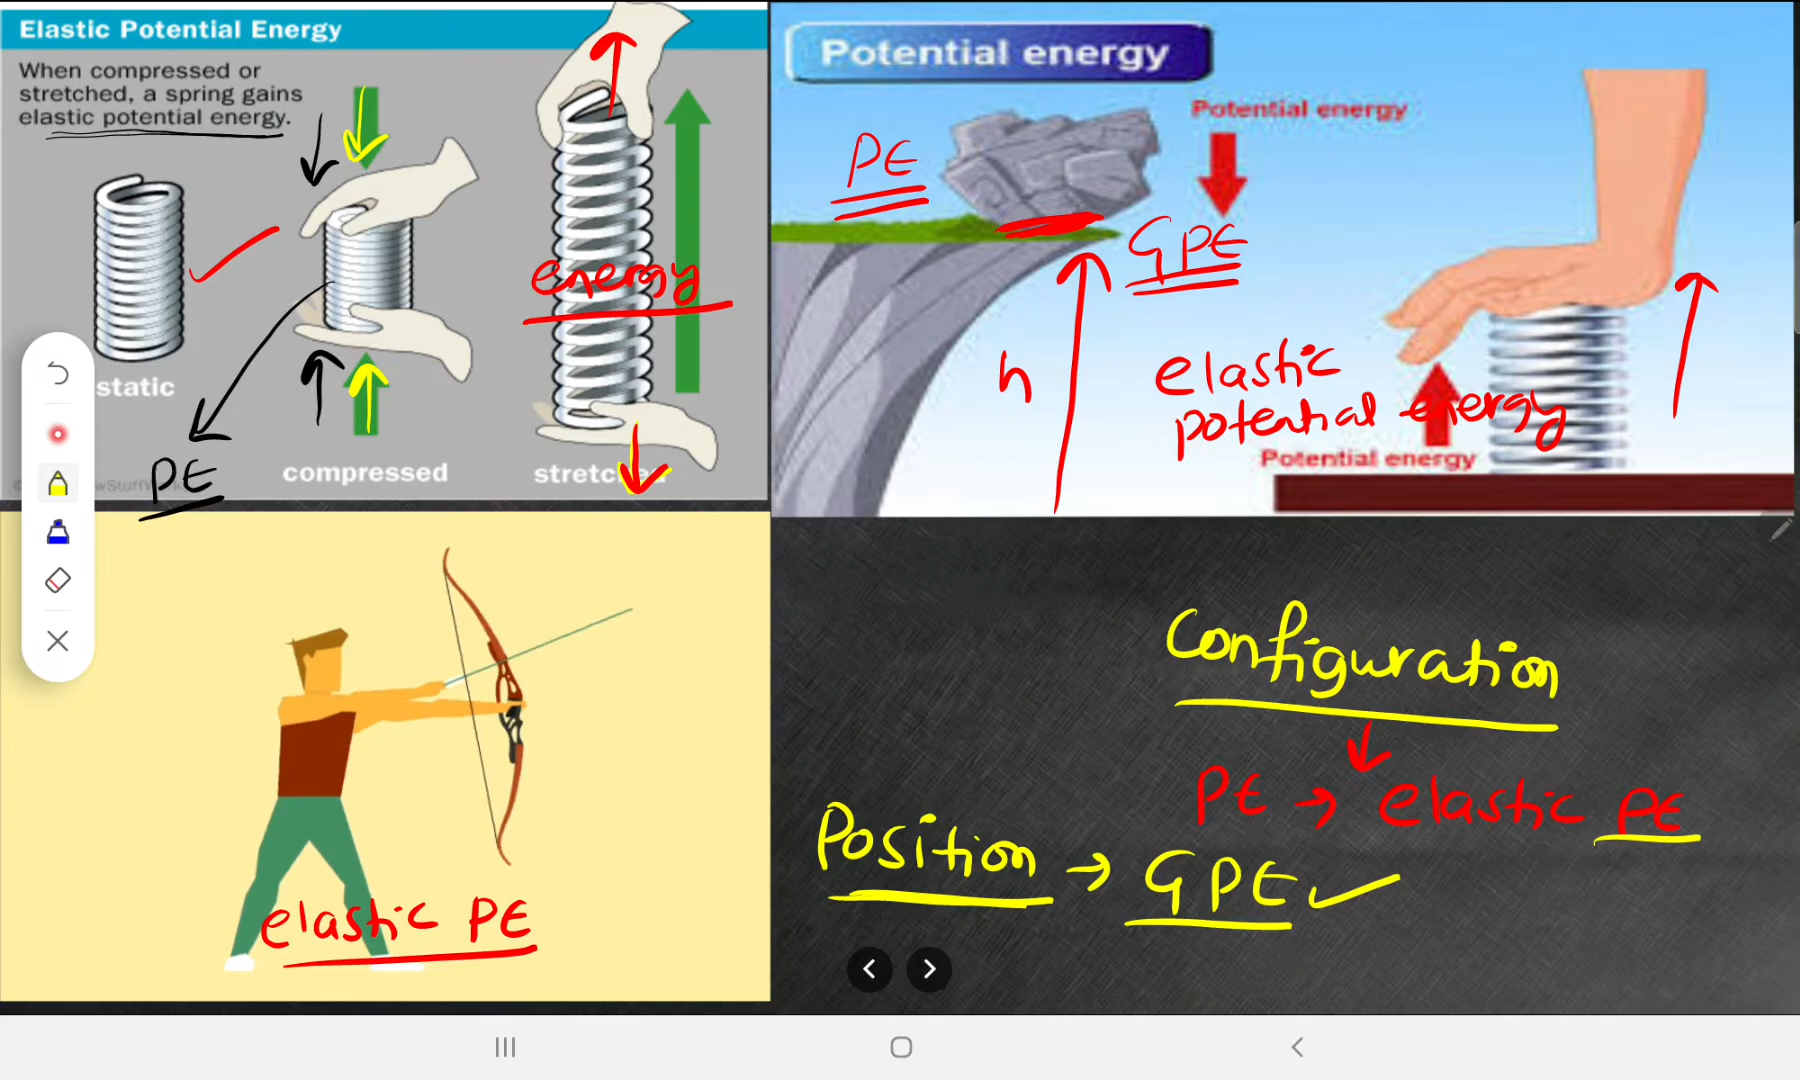 Elastic Potential Energy
When compressed or
stretched, a spring gains
elastic potential energy.
energy
static
compressed
PE
Potential energy
Potential energy
PE
GPE
h
elastic
potential energy
Potential energy
elastic PE
Configuration
PE → elastic PE
Position → GPE ✓